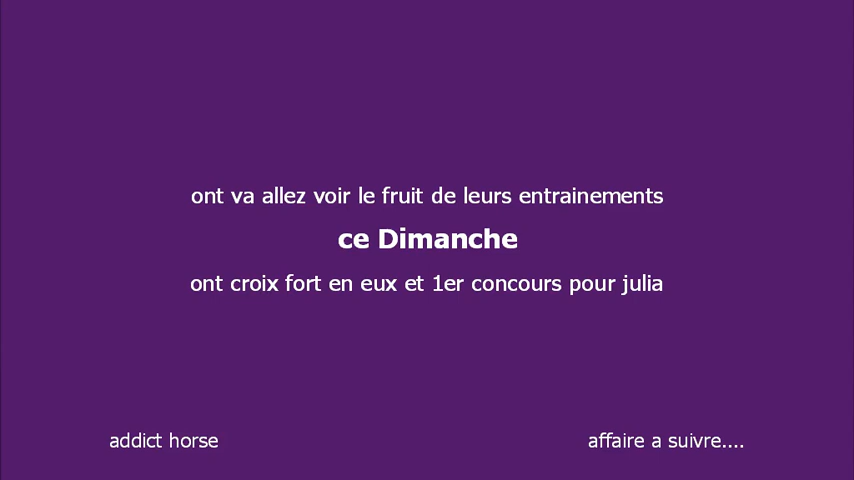 ont va allez voir le fruit de leurs entrainements
ce Dimanche
ont croix fort en eux et 1er concours pour julia
addict horse
affaire a suivre....